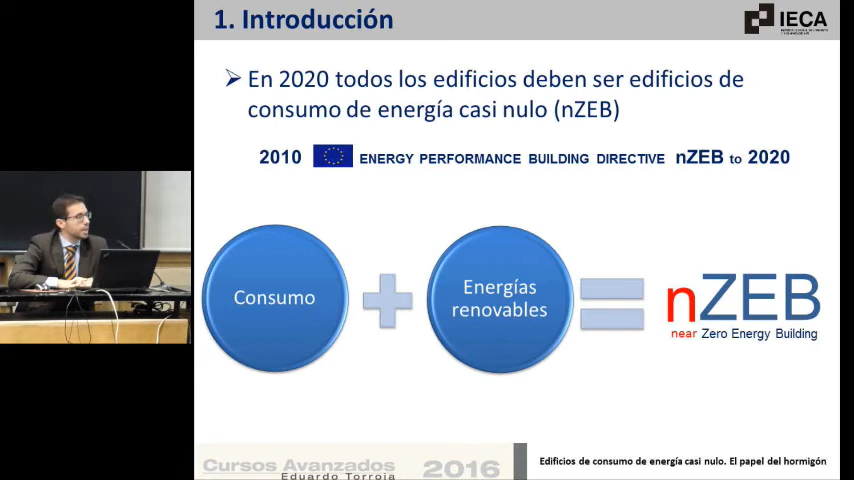 1. Introducción
IECA
➢ En 2020 todos los edificios deben ser edificios de
consumo de energía casi nulo (nZEB)
2010 ENERGY PERFORMANCE BUILDING DIRECTIVE nZEB to 2020
Consumo
+
Energías
renovables
=
nZEB
near Zero Energy Building
Cursos Avanzados 2016
Eduardo Torroja
Edificios de consumo de energía casi nulo. El papel del hormigón